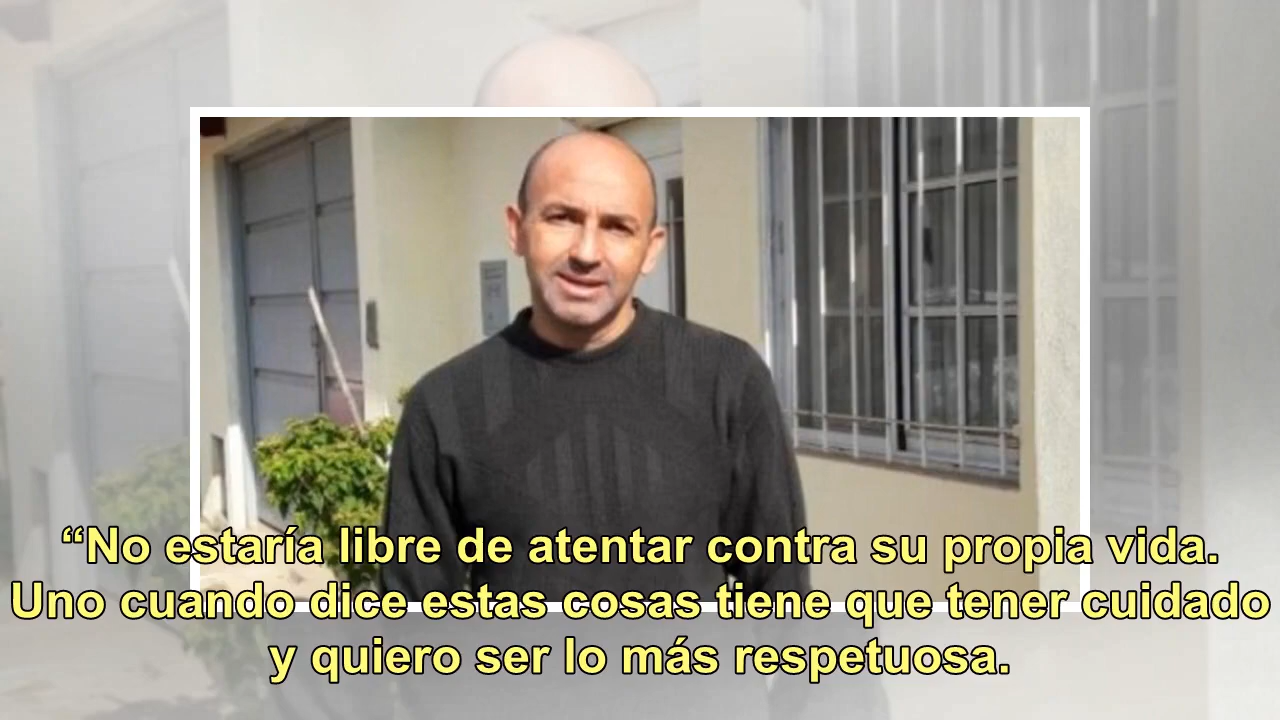 “No estaría libre de atentar contra su propia vida.
Uno cuando dice estas cosas tiene que tener cuidado
y quiero ser lo más respetuosa.